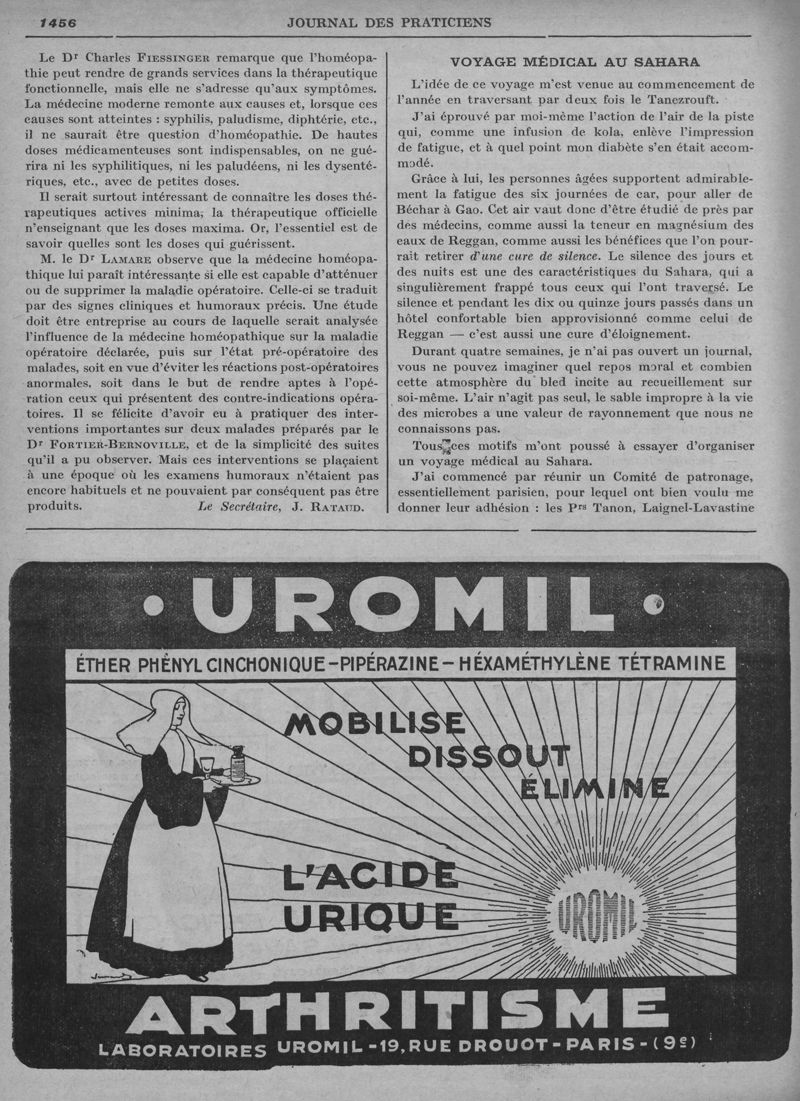 1456
JOURNAL DES PRATICIENS
Le Dr Charles FIESSINGER remarque que l'homéopa-
thie peut rendre de grands services dans la thérapeutique
fonctionnelle, mais elle ne s'adresse qu'aux symptômes.
La médecine moderne remonte aux causes et, lorsque ces
causes sont atteintes : syphilis, paludisme, diphtérie, etc.,
il ne saurait être question d'homéopathie. De hautes
doses médicamenteuses sont indispensables, on ne gué-
rira ni les syphilitiques, ni les paludéens, ni les dysenté-
riques, etc., avec de petites doses.
Il serait surtout intéressant de connaître les doses thé-
rapeutiques actives minima, la thérapeutique officielle
n'enseignant que les doses maxima. Or, l'essentiel est de
savoir quelles sont les doses qui guérissent.
M. le Dr LAMARE observe que la médecine homéopa-
thique lui paraît intéressante si elle est capable d'atténuer
ou de supprimer la maladie opératoire. Celle-ci se traduit
par des signes cliniques et humoraux précis. Une étude
doit être entreprise au cours de laquelle serait analysée
l'influence de la médecine homéopathique sur la maladie
opératoire déclarée, puis sur l'état pré-opératoire des
malades, soit en vue d'éviter les réactions post-opératoires
anormales, soit dans le but de rendre aptes à l'opé-
ration ceux qui présentent des contre-indications opéra-
toires. Il se félicite d'avoir eu à pratiquer des inter-
ventions importantes sur deux malades préparés par le
Dr FORTIER-BERNOVILLE, et de la simplicité des suites
qu'il a pu observer. Mais ces interventions se plaçaient
à une époque où les examens humoraux n'étaient pas
encore habituels et ne pouvaient par conséquent pas être
produits. Le Secrétaire, J. RATAUD.
VOYAGE MÉDICAL AU SAHARA
L'idée de ce voyage m'est venue au commencement de
l'année en traversant par deux fois le Tanezrouft.
J'ai éprouvé par moi-même l'action de l'air de la piste
qui, comme une infusion de kola, enlève l'impression
de fatigue, et à quel point mon diabète s'en était accom-
modé.
Grâce à lui, les personnes âgées supportent admirable-
ment la fatigue des six journées de car, pour aller de
Béchar à Gao. Cet air vaut donc d'être étudié de près par
des médecins, comme aussi la teneur en magnésium des
eaux de Reggan, comme aussi les bénéfices que l'on pour-
rait retirer d'une cure de silence. Le silence des jours et
des nuits est une des caractéristiques du Sahara, qui a
singulièrement frappé tous ceux qui l'ont traversé. Le
silence et pendant les dix ou quinze jours passés dans un
hôtel confortable bien approvisionné comme celui de
Reggan — c'est aussi une cure d'éloignement.
Durant quatre semaines, je n'ai pas ouvert un journal,
vous ne pouvez imaginer quel repos moral et combien
cette atmosphère du bled incite au recueillement sur
soi-même. L'air n'agit pas seul, le sable impropre à la vie
des microbes a une valeur de rayonnement que nous ne
connaissons pas.
Tous ces motifs m'ont poussé à essayer d'organiser
un voyage médical au Sahara.
J'ai commencé par réunir un Comité de patronage,
essentiellement parisien, pour lequel ont bien voulu me
donner leur adhésion : les Prs Tanon, Laignel-Lavastine
• UROMIL •
ÉTHER PHÉNYL CINCHONIQUE-PIPÉRAZINE-HÉXAMÉTHYLÈNE TÉTRAMINE
MOBILISE
DISSOUT
ÉLIMINE
L'ACIDE
URIQUE
UROMIL
ARTHRITISME
LABORATOIRES UROMIL-19, RUE DROUOT-PARIS-(9e)